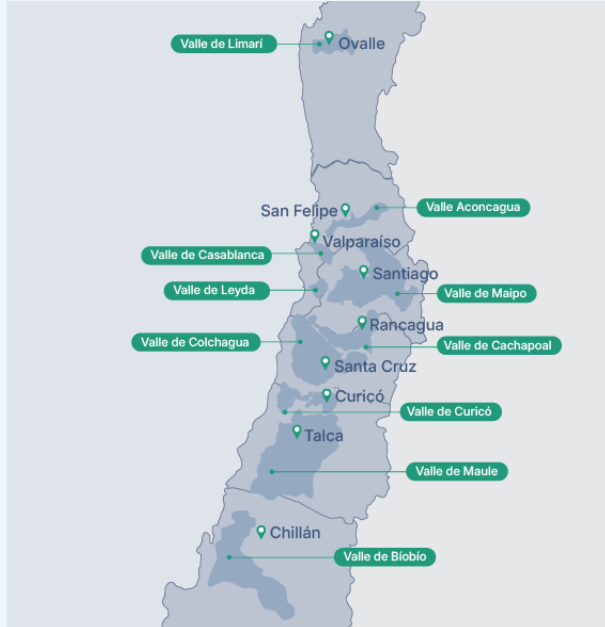 Valle de Limarí
Ovalle
San Felipe
Valle Aconcagua
Valparaíso
Valle de Casablanca
Santiago
Valle de Leyda
Valle de Maipo
Rancagua
Valle de Colchagua
Valle de Cachapoal
Santa Cruz
Curiçó
Valle de Curicó
Talca
Valle de Maule
Chillán
Valle de Bíobío